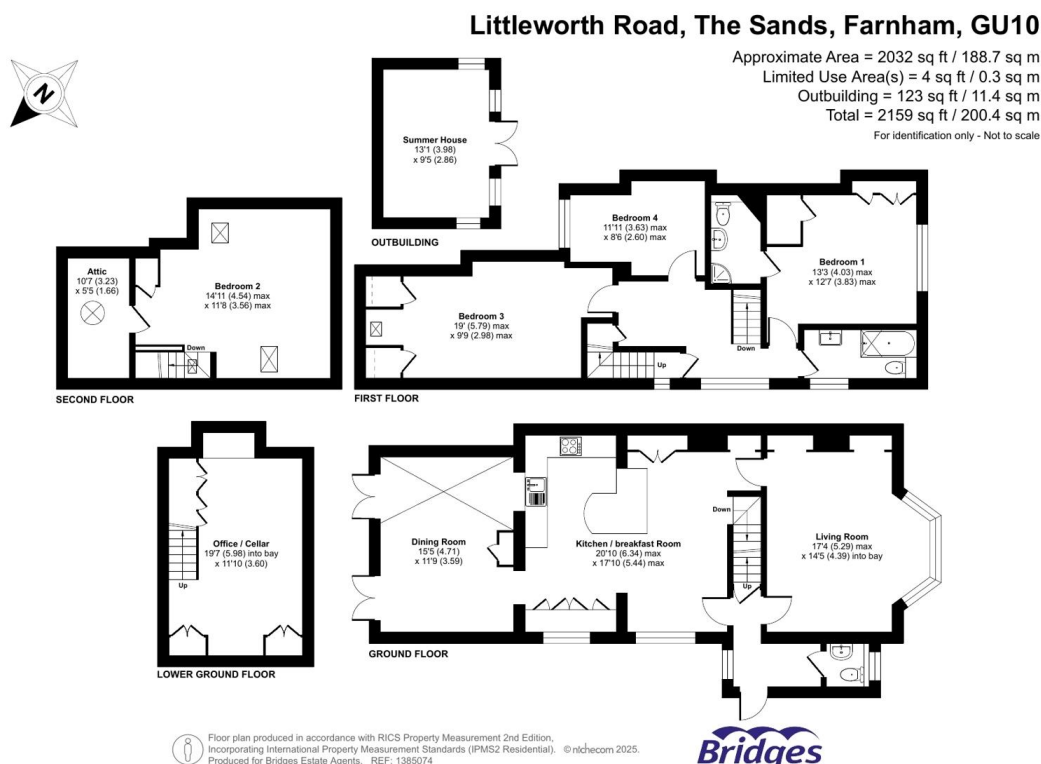 Littleworth Road, The Sands, Farnham, GU10
Approximate Area = 2032 sq ft / 188.7 sq m
Limited Use Area(s) = 4 sq ft / 0.3 sq m
Outbuilding = 123 sq ft / 11.4 sq m
Total = 2159 sq ft / 200.4 sq m
For identification only - Not to scale
N
Summer House
13'1 (3.98)
x 9'5 (2.86)
OUTBUILDING
Attic
10'7 (3.23)
x 5'5 (1.66)
Bedroom 2
14'11 (4.54) max
x 11'8 (3.56) max
Down
SECOND FLOOR
Bedroom 4
11'11 (3.63) max
x 8'6 (2.60) max
Bedroom 1
13'3 (4.03) max
x 12'7 (3.83) max
Bedroom 3
19' (5.79) max
x 9'9 (2.98) max
Down
Up
FIRST FLOOR
Office / Cellar
19'7 (5.98) into bay
x 11'10 (3.60)
Up
LOWER GROUND FLOOR
Dining Room
15'5 (4.71)
x 11'9 (3.59)
Kitchen / breakfast Room
20'10 (6.34) max
x 17'10 (5.44) max
Down
Up
Living Room
17'4 (5.29) max
x 14'5 (4.39) into bay
GROUND FLOOR
Floor plan produced in accordance with RICS Property Measurement 2nd Edition,
Incorporating International Property Measurement Standards (IPMS2 Residential). © nichecom 2025.
Produced for Bridges Estate Agents. REF: 1385074
Bridges